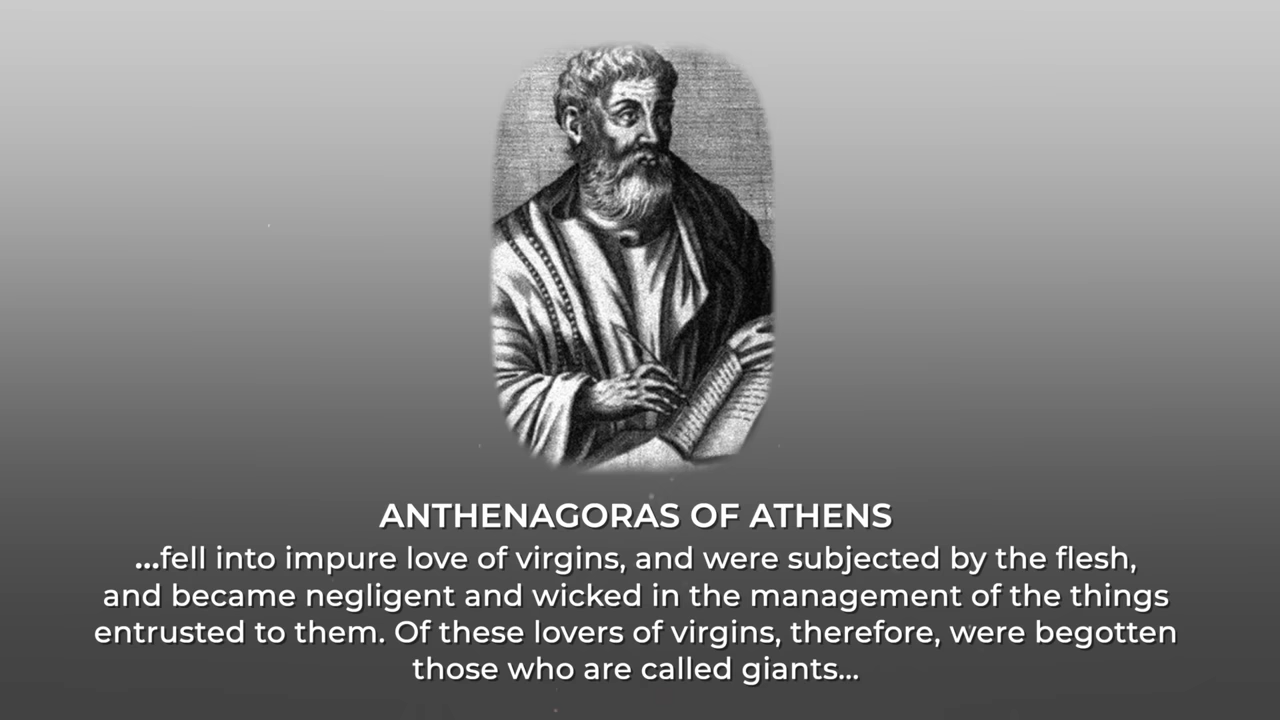 ANTHENAGORAS OF ATHENS
...fell into impure love of virgins, and were subjected by the flesh,
and became negligent and wicked in the management of the things
entrusted to them. Of these lovers of virgins, therefore, were begotten
those who are called giants...